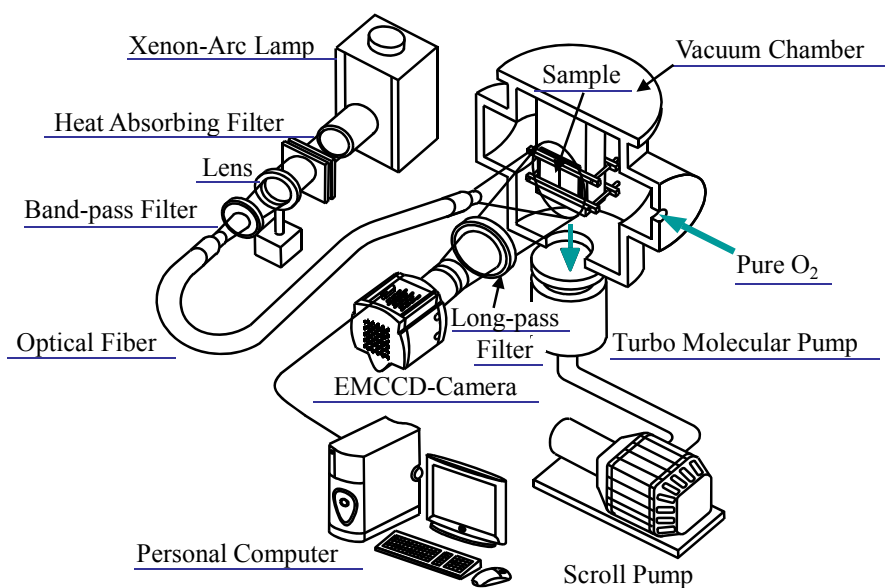 Xenon-Arc Lamp
Vacuum Chamber
Sample
Heat Absorbing Filter
Lens
Band-pass Filter
Pure O₂
Optical Fiber
Long-pass
Filter
Turbo Molecular Pump
EMCCD-Camera
Personal Computer
Scroll Pump